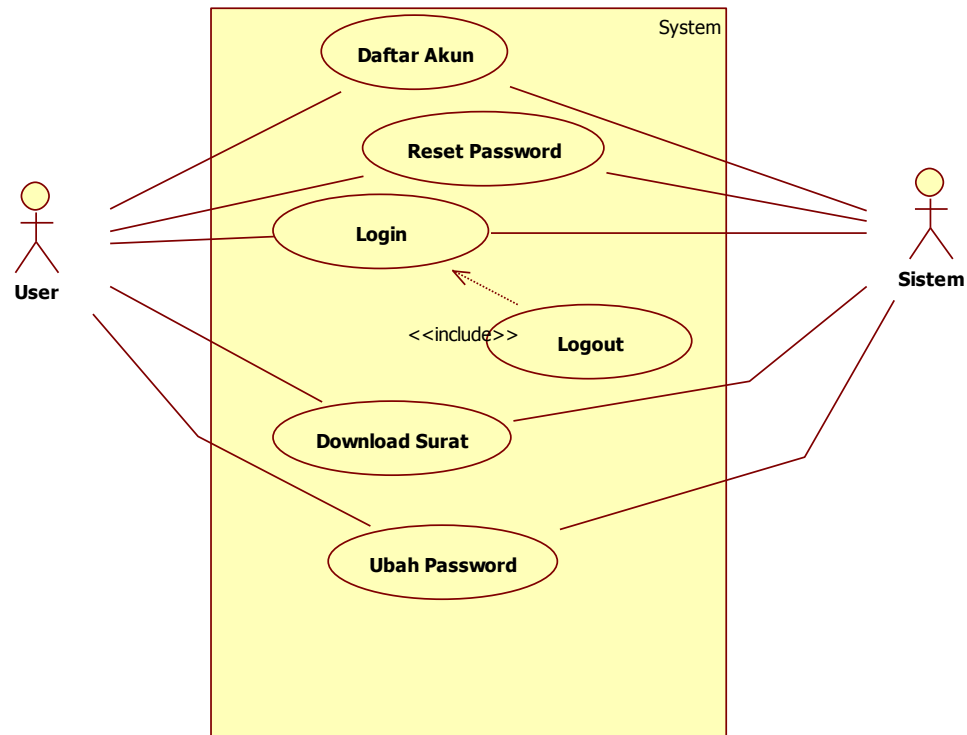 System
Daftar Akun
Reset Password
Login
User
Sistem
<<include>>
Logout
Download Surat
Ubah Password